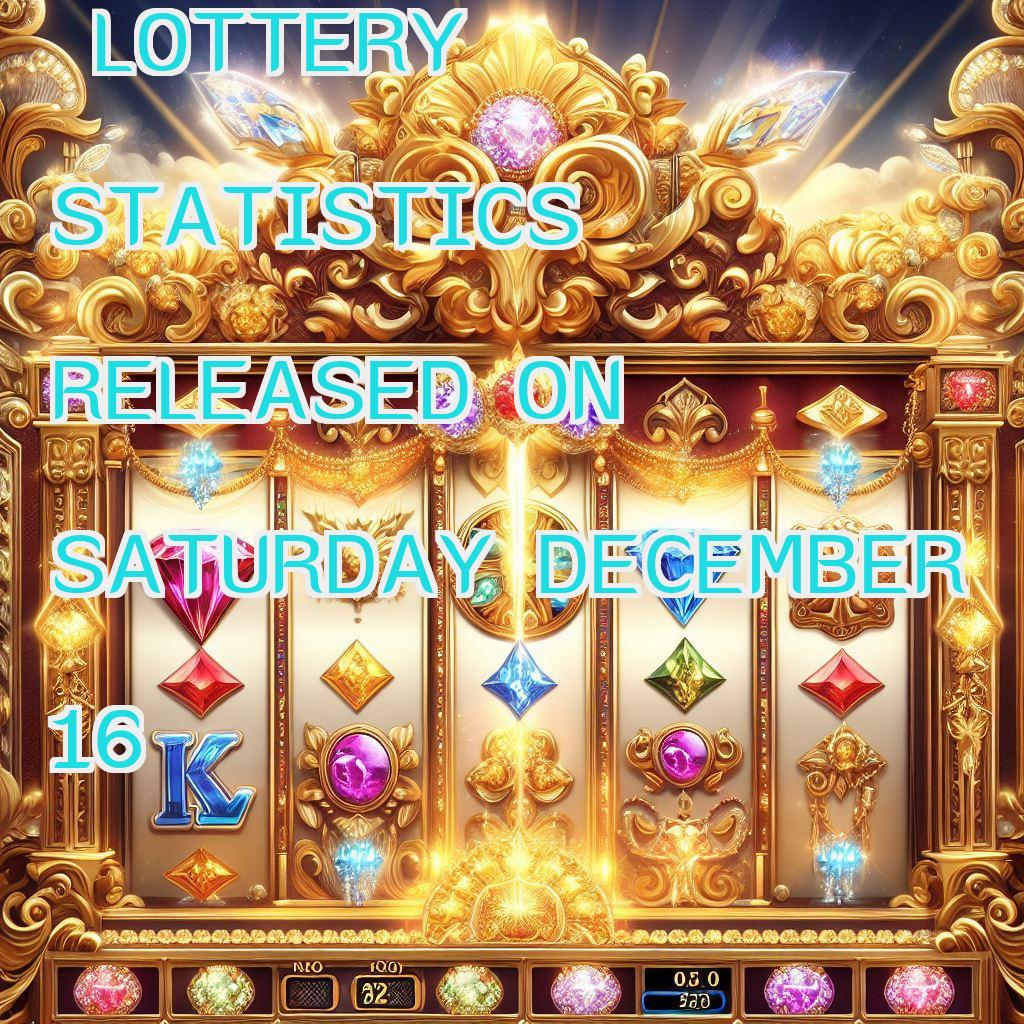 LOTTERY
STATISTICS
RELEASED ON
SATURDAY DECEMBER
16
K